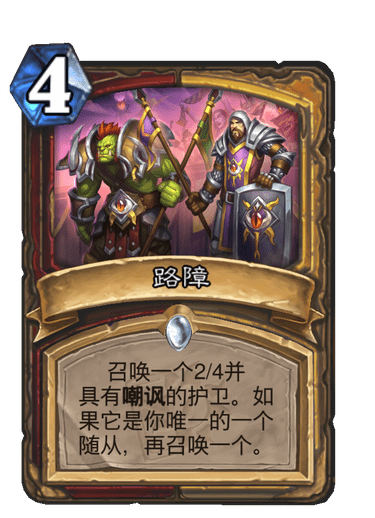 4
路障
召唤一个2/4并
具有嘲讽的护卫。如
果它是你唯一的一个
随从，再召唤一个。